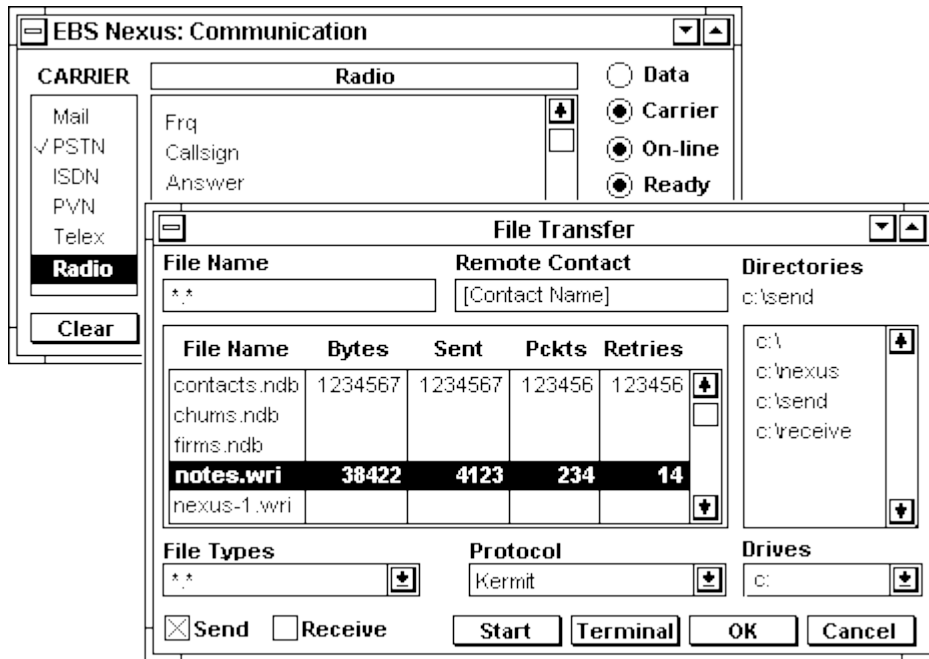 EBS Nexus: Communication
CARRIER
Radio
Data
Mail
Frq
Carrier
✓ PSTN
Callsign
On-line
ISDN
Answer
Ready
PVN
Telex
Radio
Clear
File Transfer
File Name
Remote Contact
Directories
*.*
[Contact Name]
c:\send
File Name Bytes Sent Pckts Retries
contacts.ndb 1234567 1234567 123456 123456
chums.ndb
firms.ndb
notes.wri 38422 4123 234 14
nexus-1.wri
c:\
c:\nexus
c:\send
c:\receive
File Types
Protocol
Drives
*.*
Kermit
c:
Send
Receive
Start
Terminal
OK
Cancel